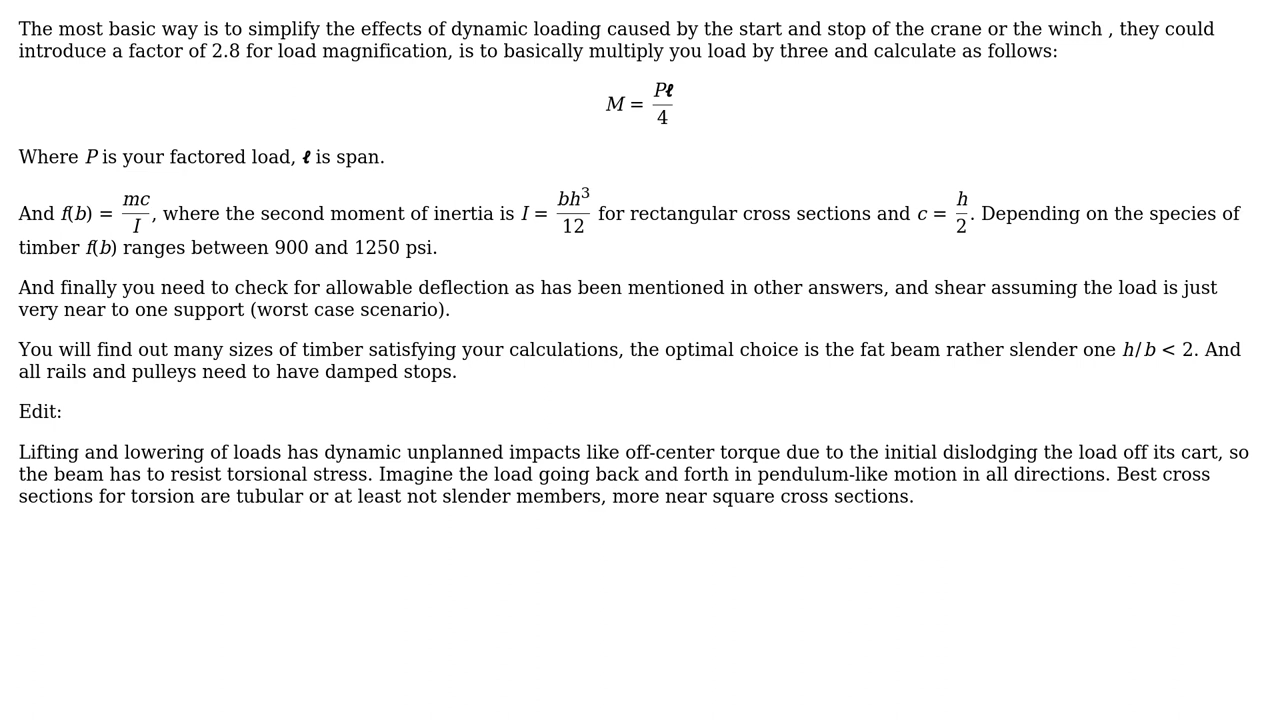 The most basic way is to simplify the effects of dynamic loading caused by the start and stop of the crane or the winch , they could
introduce a factor of 2.8 for load magnification, is to basically multiply you load by three and calculate as follows:
M = Pℓ/4
Where P is your factored load, ℓ is span.
And f(b) = mc/I, where the second moment of inertia is I = bh³/12 for rectangular cross sections and c = h/2. Depending on the species of
timber f(b) ranges between 900 and 1250 psi.
And finally you need to check for allowable deflection as has been mentioned in other answers, and shear assuming the load is just
very near to one support (worst case scenario).
You will find out many sizes of timber satisfying your calculations, the optimal choice is the fat beam rather slender one h/b < 2. And
all rails and pulleys need to have damped stops.
Edit:
Lifting and lowering of loads has dynamic unplanned impacts like off-center torque due to the initial dislodging the load off its cart, so
the beam has to resist torsional stress. Imagine the load going back and forth in pendulum-like motion in all directions. Best cross
sections for torsion are tubular or at least not slender members, more near square cross sections.